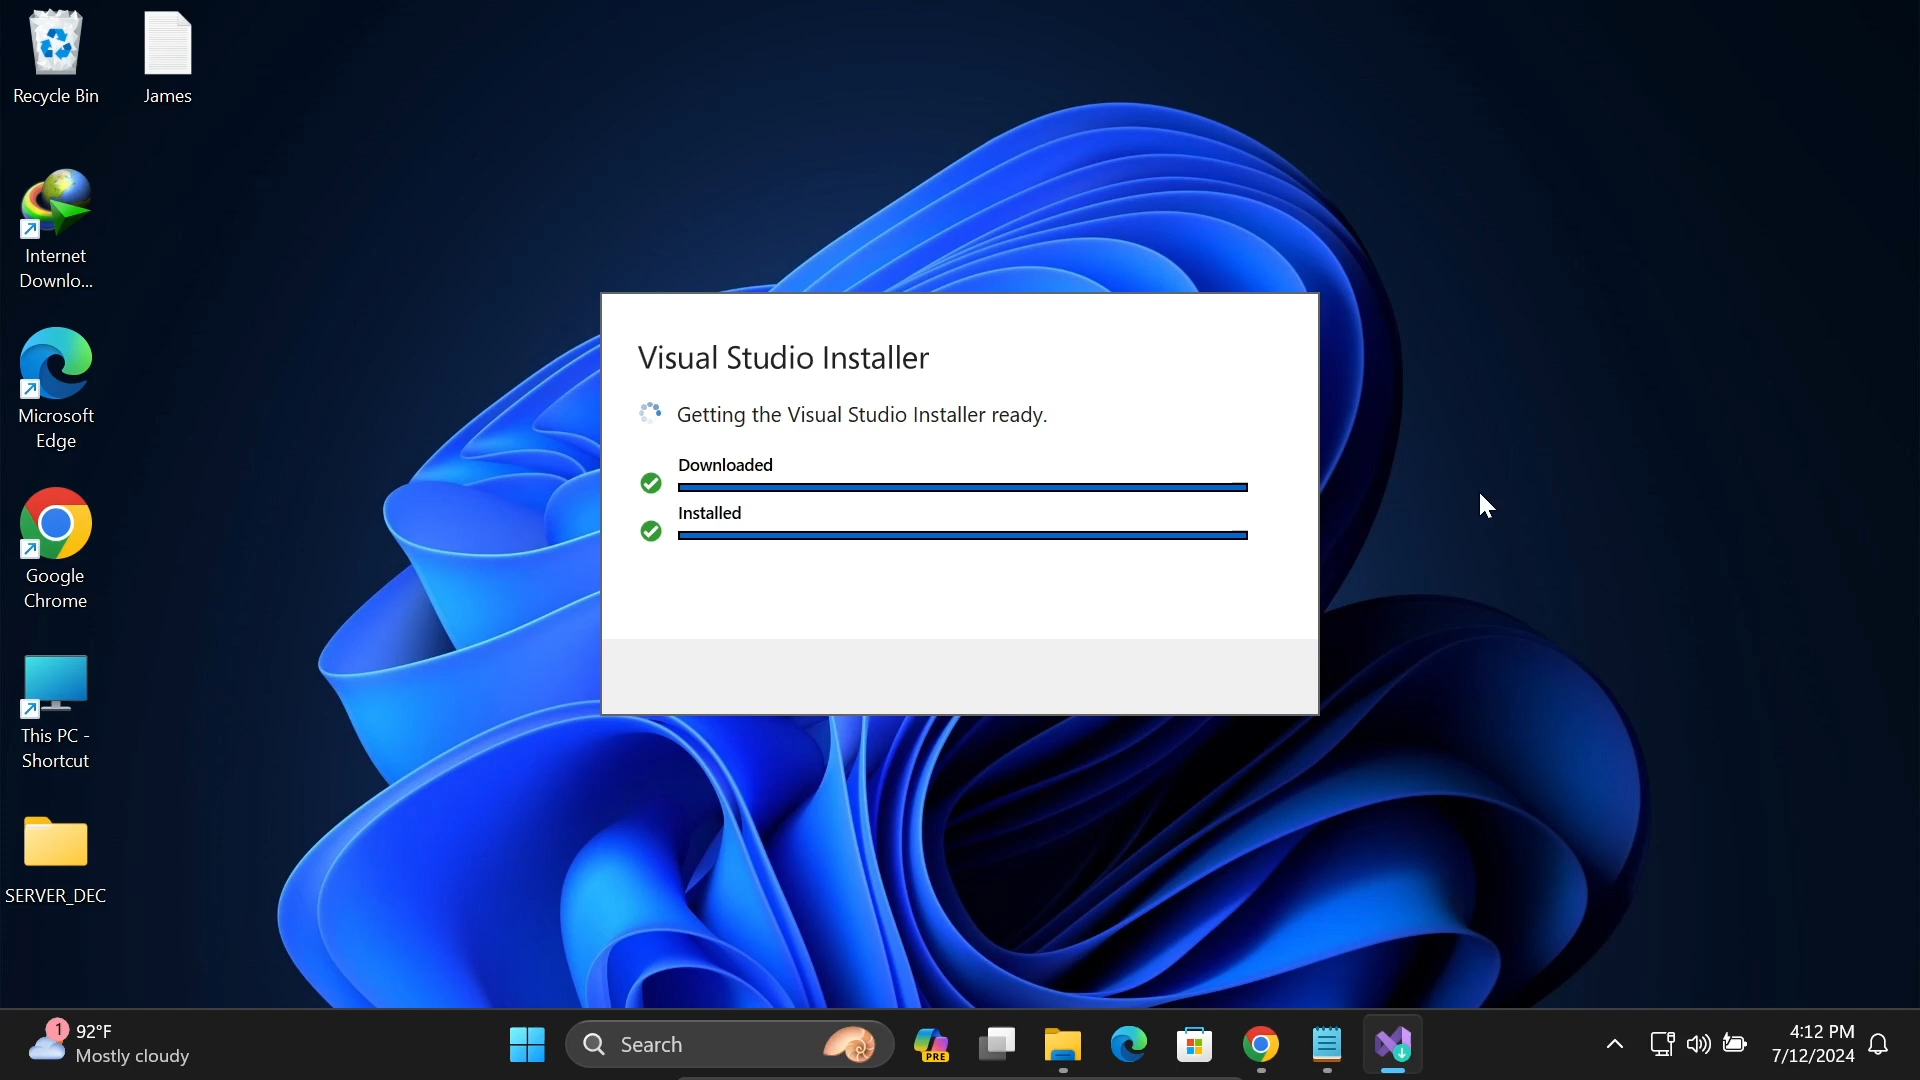 Recycle Bin
James
Internet
Downlo...
Microsoft
Edge
Google
Chrome
This PC -
Shortcut
SERVER_DEC
Visual Studio Installer
Getting the Visual Studio Installer ready.
Downloaded
Installed
1
92°F
Mostly cloudy
Search
PRE
4:12 PM
7/12/2024